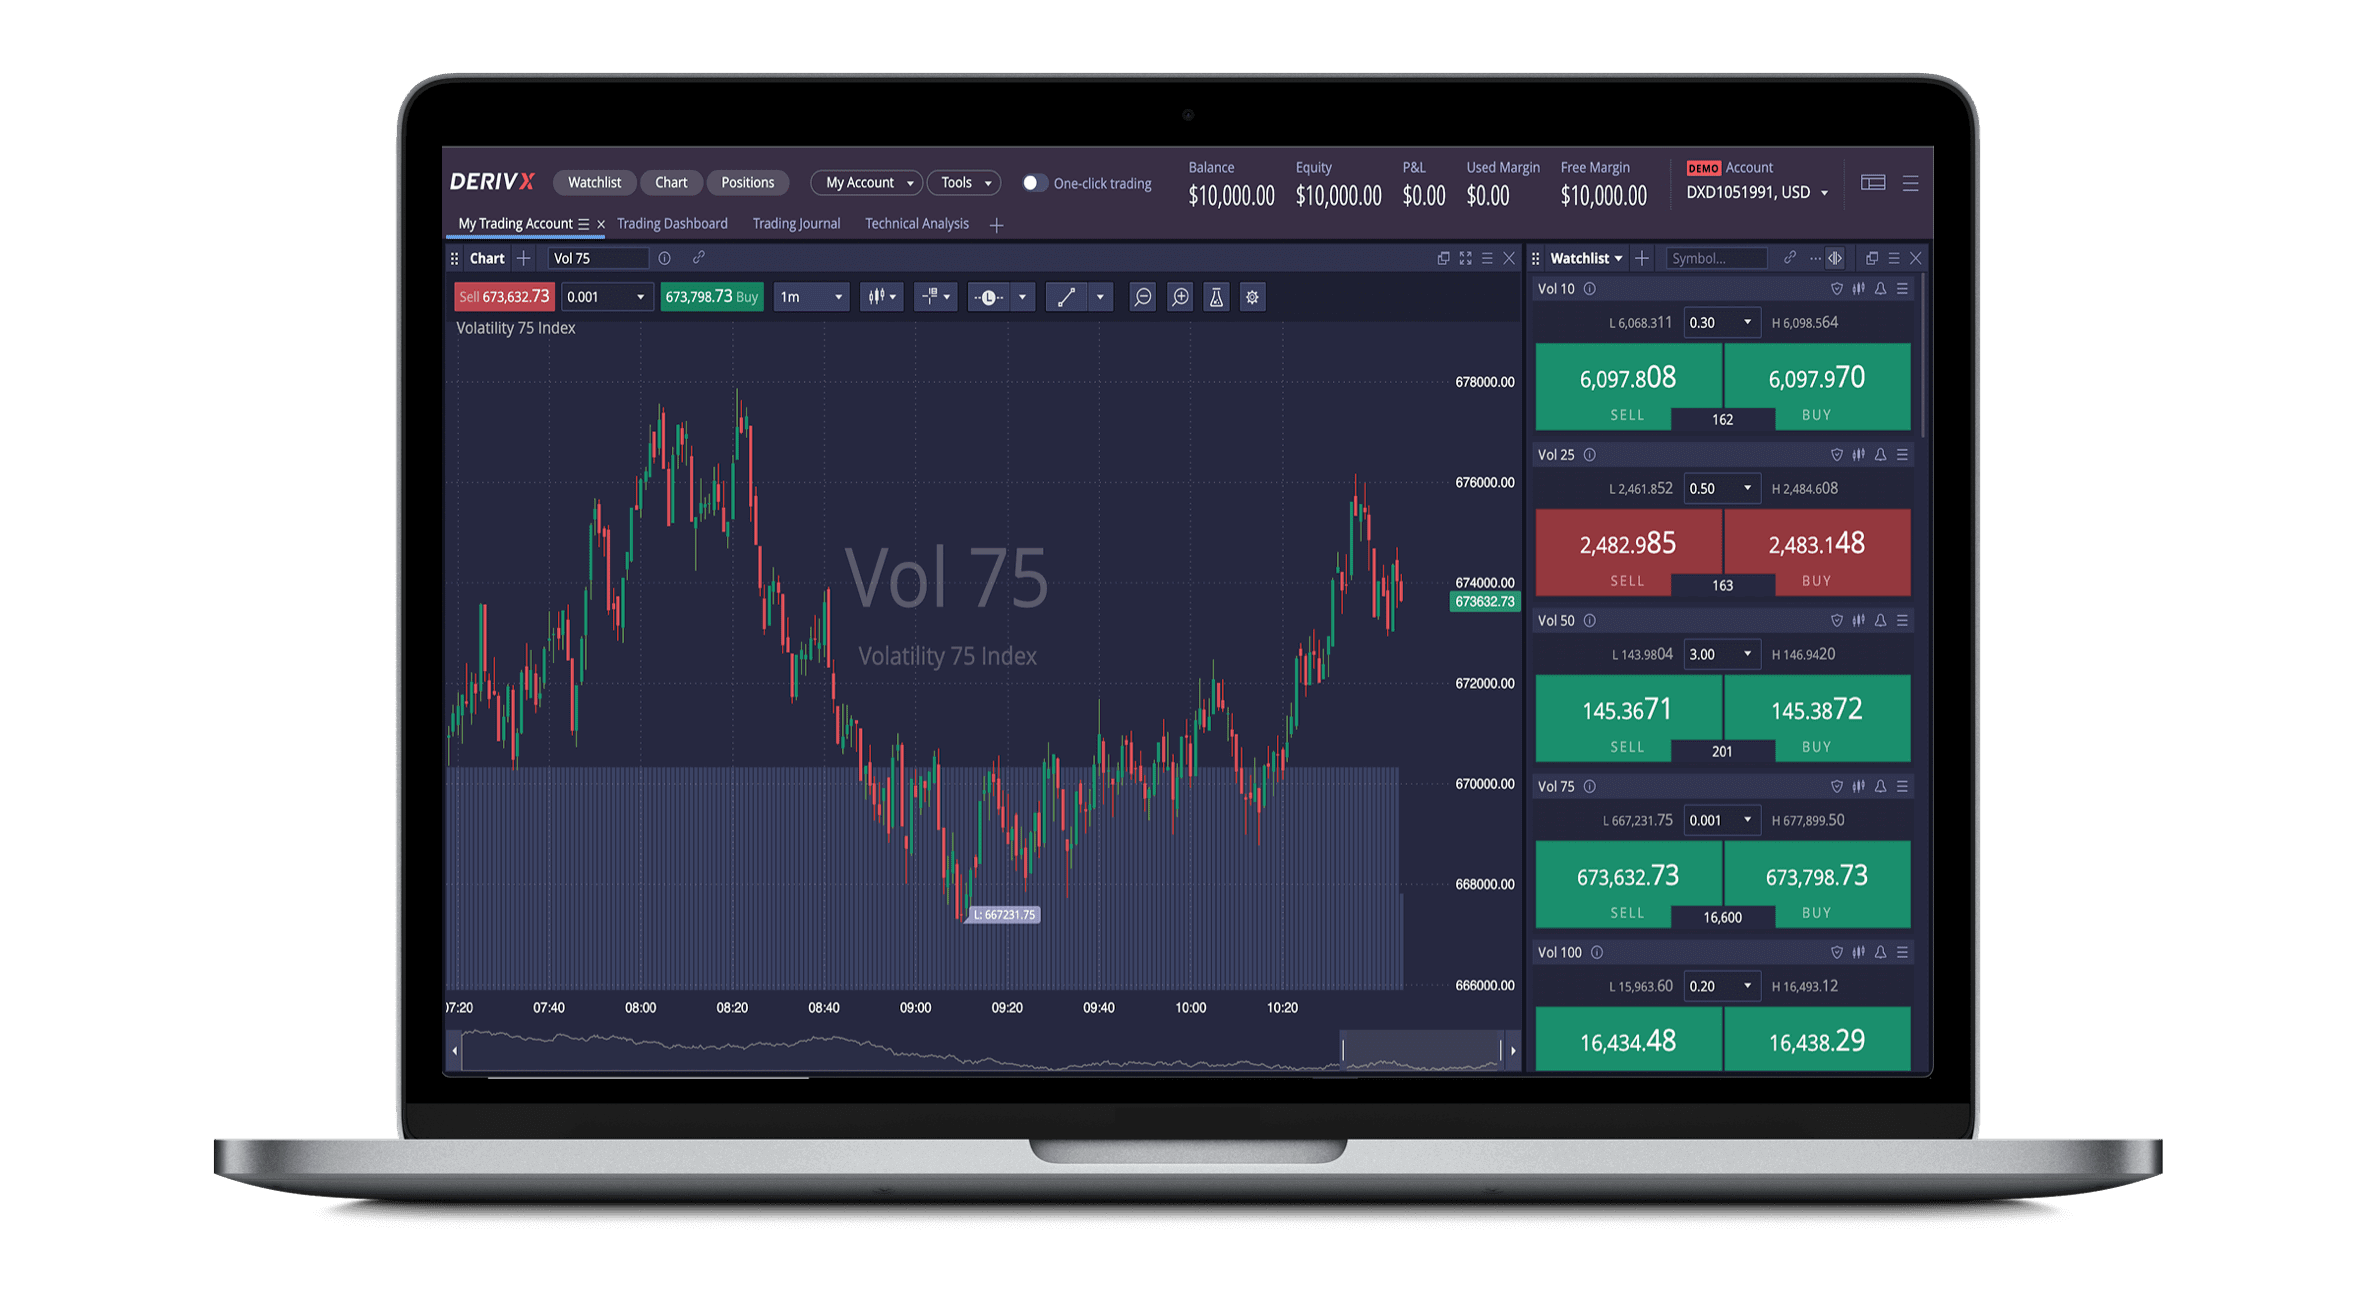 DERIV X
Watchlist Chart Positions My Account Tools One-click trading
Balance Equity P&L Used Margin Free Margin DEMO Account
$10,000.00 $10,000.00 $0.00 $0.00 $10,000.00 DXD1051991, USD
My Trading Account Trading Dashboard Trading Journal Technical Analysis
Chart Vol 75
Sell 673,632.73 0.001 673,798.73 Buy 1m
Volatility 75 Index
Vol 75
Volatility 75 Index
678000.00
676000.00
674000.00
673632.73
672000.00
670000.00
668000.00
666000.00
L: 667231.75
07:20 07:40 08:00 08:20 08:40 09:00 09:20 09:40 10:00 10:20
Watchlist Symbol...
Vol 10
L 6,068.311 0.30 H 6,098.564
6,097.808 6,097.970
SELL 162 BUY
Vol 25
L 2,461.852 0.50 H 2,484.608
2,482.985 2,483.148
SELL 163 BUY
Vol 50
L 143.9804 3.00 H 146.9420
145.3671 145.3872
SELL 201 BUY
Vol 75
L 667,231.75 0.001 H 677,899.50
673,632.73 673,798.73
SELL 16,600 BUY
Vol 100
L 15,963.60 0.20 H 16,493.12
16,434.48 16,438.29